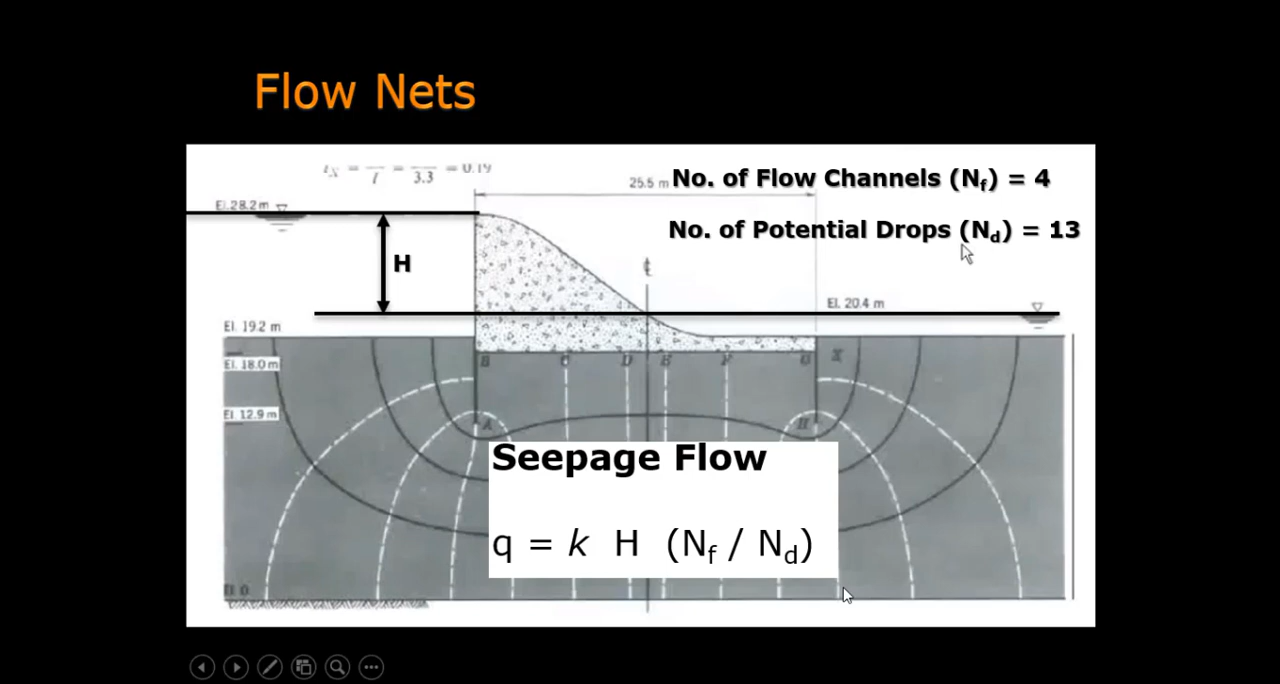 Flow Nets
3.3 = 0.19
25.5 m
No. of Flow Channels (Nf) = 4
El.28.2 m
No. of Potential Drops (Nd) = 13
H
El. 20.4 m
El. 19.2 m
El. 18.0 m
B C D E F G X
El. 12.9 m
A H
Seepage Flow
q = k H (Nf / Nd)
El. 0